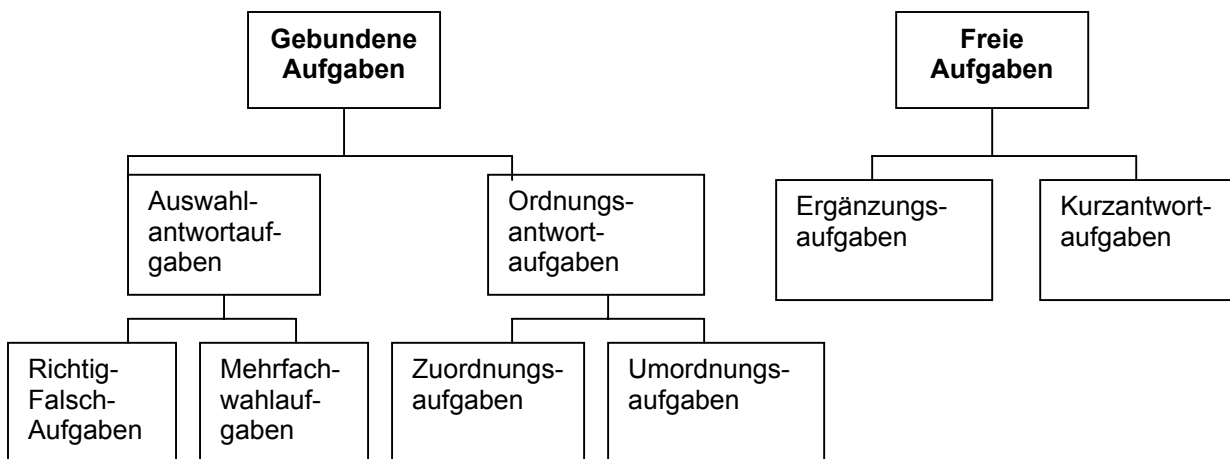 Gebundene
Aufgaben
Freie
Aufgaben
Auswahl-
antwortauf-
gaben
Ordnungs-
antwort-
aufgaben
Ergänzungs-
aufgaben
Kurzantwort-
aufgaben
Richtig-
Falsch-
Aufgaben
Mehrfach-
wahlauf-
gaben
Zuordnungs-
aufgaben
Umordnungs-
aufgaben